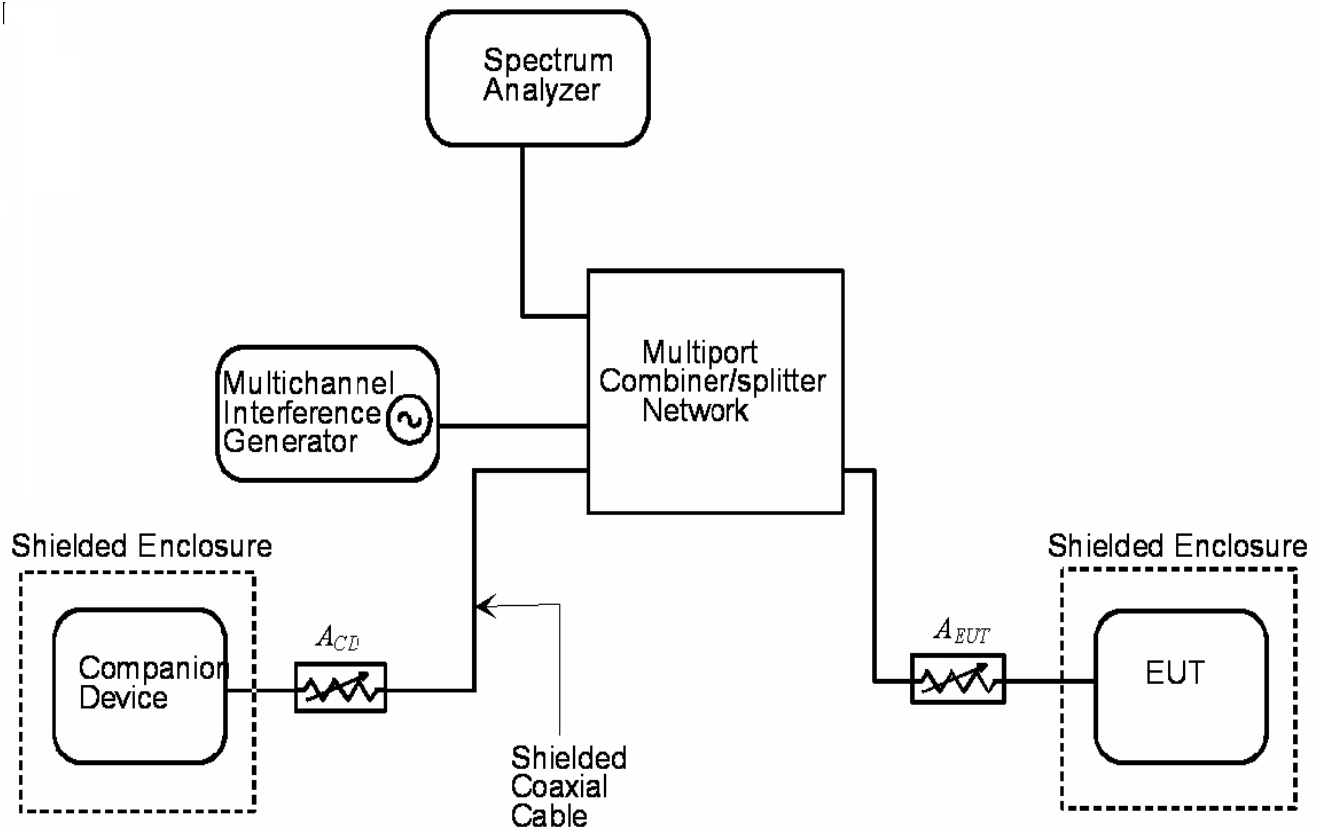 Spectrum
Analyzer
Multiport
Combiner/splitter
Network
Multichannel
Interference
Generator
Shielded Enclosure
Shielded Enclosure
A_CD
A_EUT
Companion
Device
EUT
Shielded
Coaxial
Cable